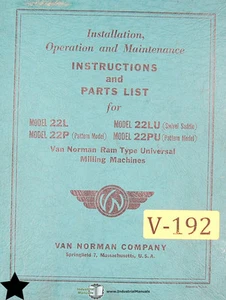 Installation,
Operation and Maintenance
INSTRUCTIONS
and
PARTS LIST
for
MODEL 22L MODEL 22LU (Swivel Saddle)
MODEL 22P (Pattern Model) MODEL 22PU (Pattern Model)
Van Norman Ram Type Universal
Milling Machines
V-192
VAN NORMAN COMPANY
Springfield 7, Massachusetts, U.S.A.